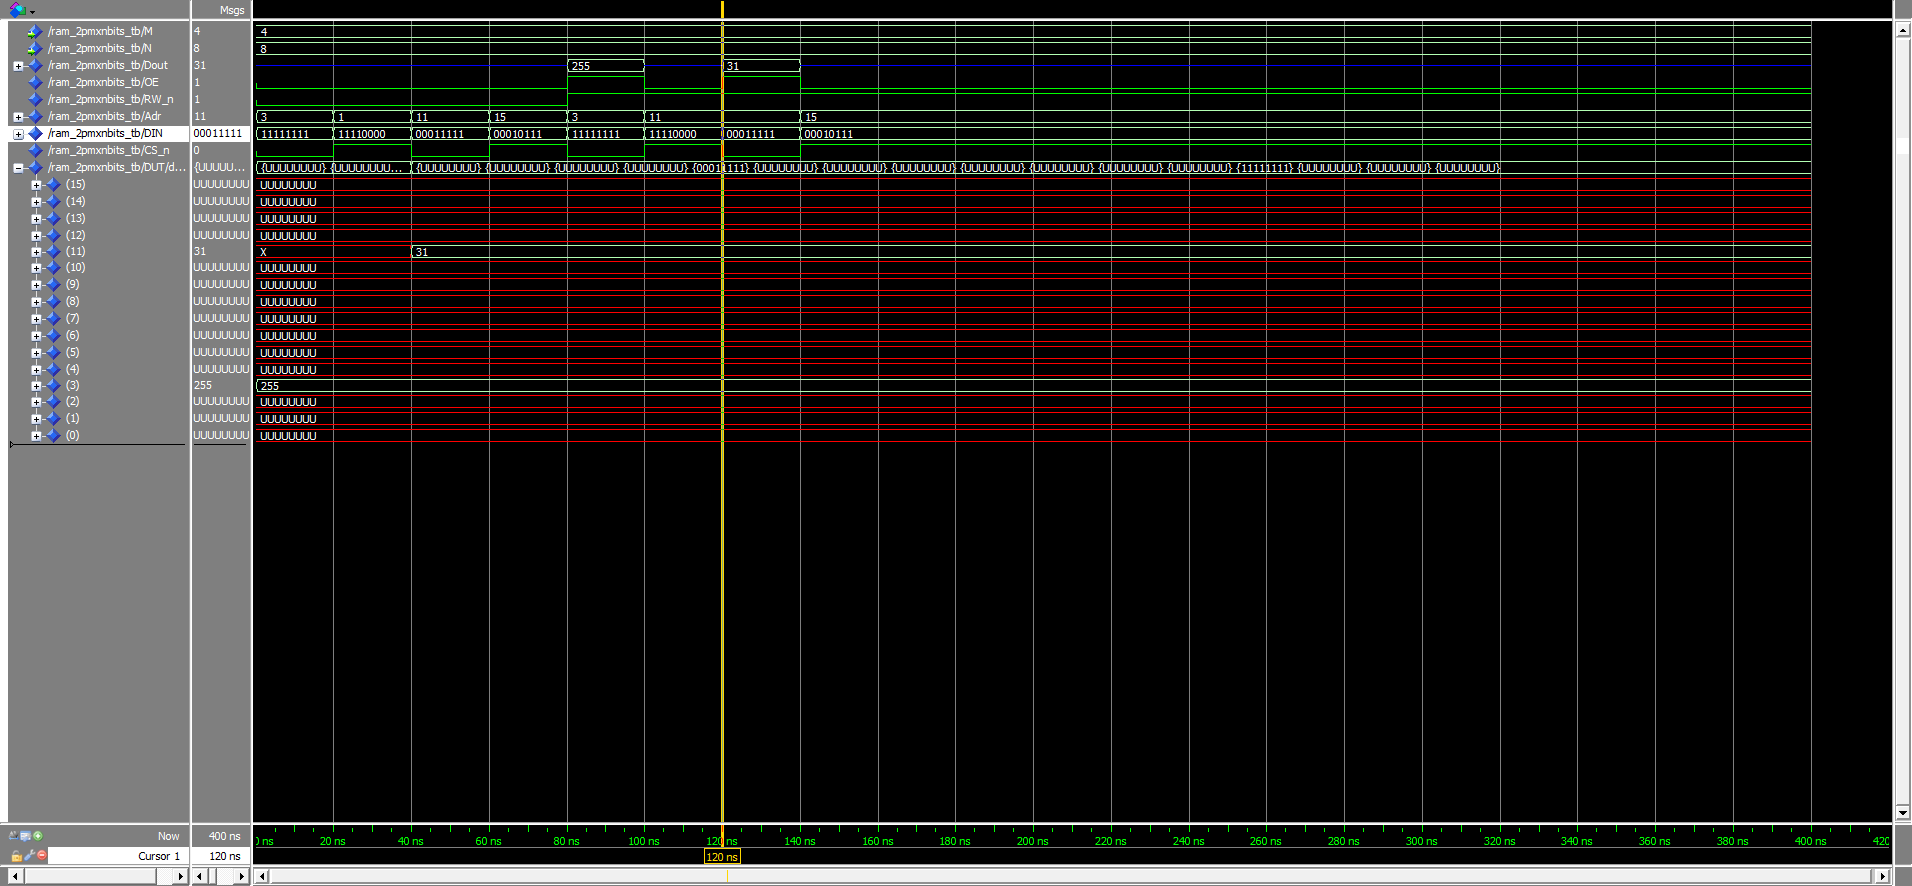 Msgs
/ram_2pmxnbits_tb/M 4 4
/ram_2pmxnbits_tb/N 8 8
/ram_2pmxnbits_tb/Dout 31 255 31
/ram_2pmxnbits_tb/OE 1
/ram_2pmxnbits_tb/RW_n 1
/ram_2pmxnbits_tb/Adr 11 3 1 11 15 3 11 15
/ram_2pmxnbits_tb/DIN 00011111 11111111 11110000 00011111 00010111 11111111 11110000 00011111 00010111
/ram_2pmxnbits_tb/CS_n 0
/ram_2pmxnbits_tb/DUT/d... {UUUUU... {UUUUUUUU} {UUUUUUUU... {UUUUUUUU} {UUUUUUUU} {UUUUUUUU} {UUUUUUUU} {00011111} {UUUUUUUU} {UUUUUUUU} {UUUUUUUU} {UUUUUUUU} {UUUUUUUU} {UUUUUUUU} {UUUUUUUU} {11111111} {UUUUUUUU} {UUUUUUUU} {UUUUUUUU}
(15) UUUUUUUU UUUUUUUU
(14) UUUUUUUU UUUUUUUU
(13) UUUUUUUU UUUUUUUU
(12) UUUUUUUU UUUUUUUU
(11) 31 X 31
(10) UUUUUUUU UUUUUUUU
(9) UUUUUUUU UUUUUUUU
(8) UUUUUUUU UUUUUUUU
(7) UUUUUUUU UUUUUUUU
(6) UUUUUUUU UUUUUUUU
(5) UUUUUUUU UUUUUUUU
(4) UUUUUUUU UUUUUUUU
(3) 255 255
(2) UUUUUUUU UUUUUUUU
(1) UUUUUUUU UUUUUUUU
(0) UUUUUUUU UUUUUUUU
Now 400 ns ns 20 ns 40 ns 60 ns 80 ns 100 ns 120 ns 140 ns 160 ns 180 ns 200 ns 220 ns 240 ns 260 ns 280 ns 300 ns 320 ns 340 ns 360 ns 380 ns 400 ns 420
Cursor 1 120 ns 120 ns